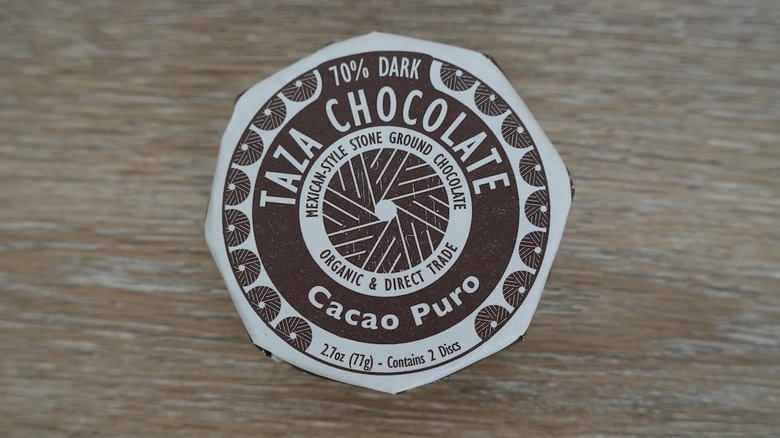 70% DARK
TAZA CHOCOLATE
MEXICAN-STYLE STONE GROUND CHOCOLATE
ORGANIC & DIRECT TRADE
Cacao Puro
2.7oz (77g) - Contains 2 Discs